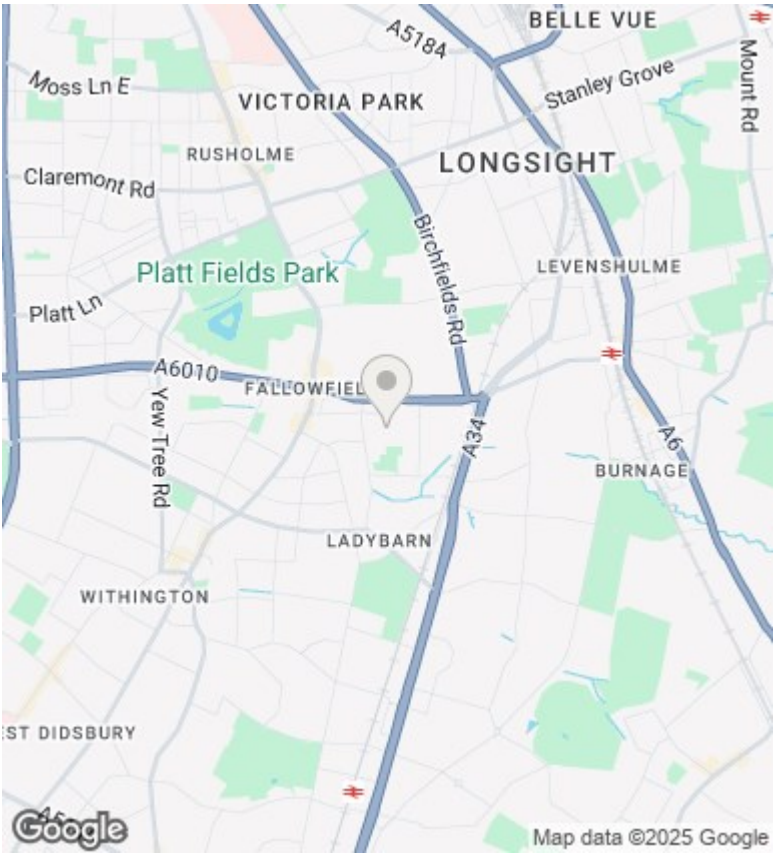 BELLE VUE
A5184
Mount Rd
Moss Ln E
Stanley Grove
VICTORIA PARK
RUSHOLME
LONGSIGHT
Claremont Rd
Birchfields Rd
LEVENSHULME
Platt Fields Park
Platt Ln
A6010
FALLOWFIEL
Yew Tree Rd
A34
A6
BURNAGE
LADYBARN
WITHINGTON
EST DIDSBURY
Google
Map data ©2025 Google